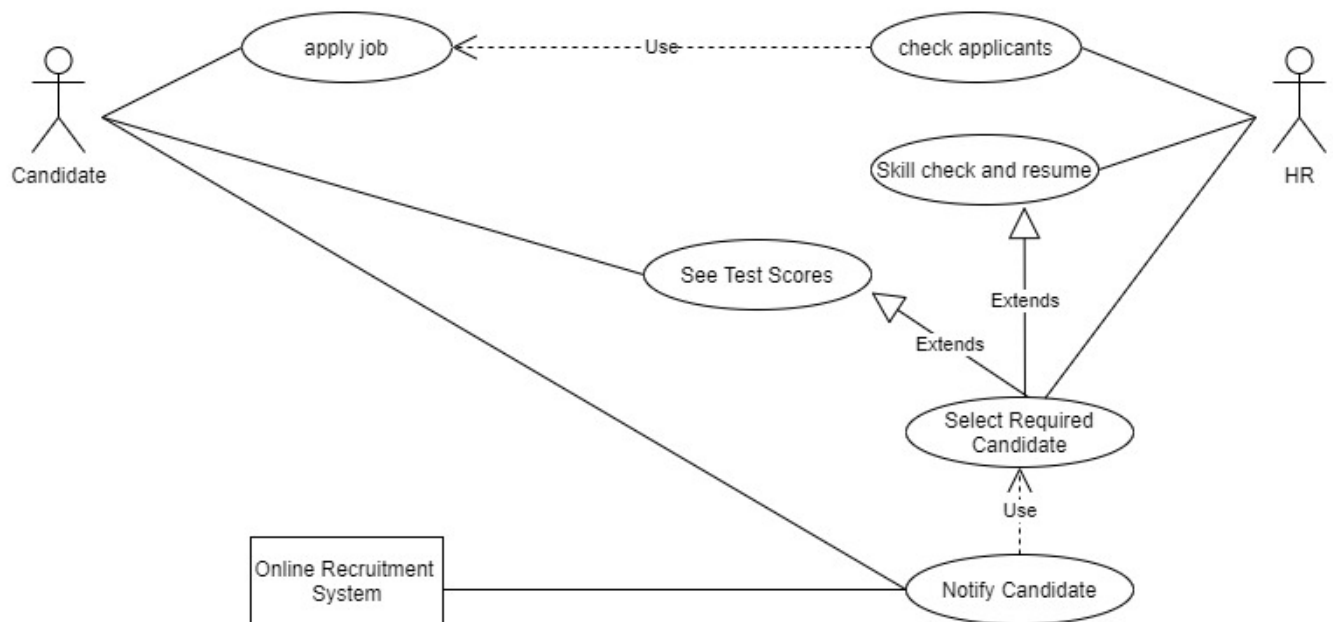 apply job
Use
check applicants
Candidate
Skill check and resume
HR
See Test Scores
Extends
Extends
Select Required
Candidate
Use
Online Recruitment
System
Notify Candidate